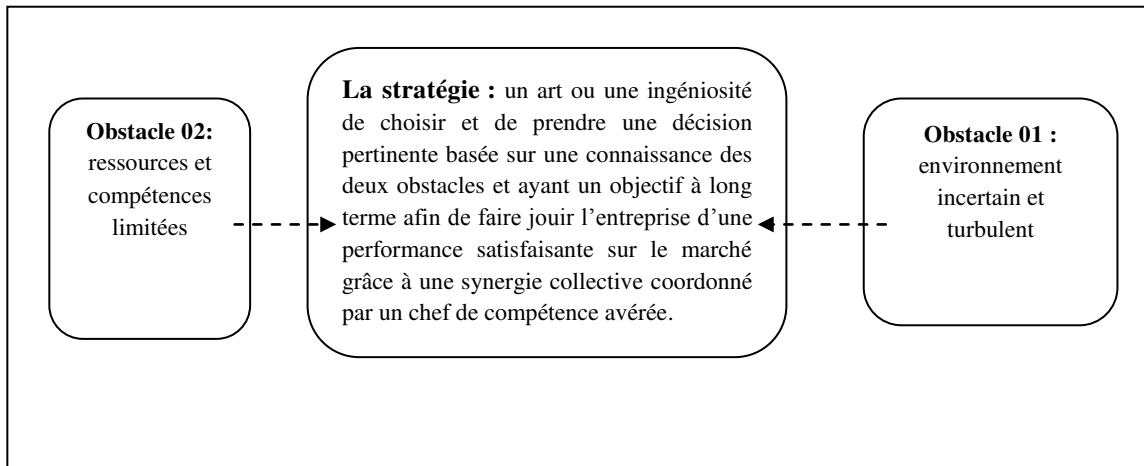 Obstacle 02:
ressources et
compétences
limitées
La stratégie : un art ou une ingéniosité
de choisir et de prendre une décision
pertinente basée sur une connaissance des
deux obstacles et ayant un objectif à long
terme afin de faire jouir l’entreprise d’une
performance satisfaisante sur le marché
grâce à une synergie collective coordonné
par un chef de compétence avérée.
Obstacle 01 :
environnement
incertain et
turbulent